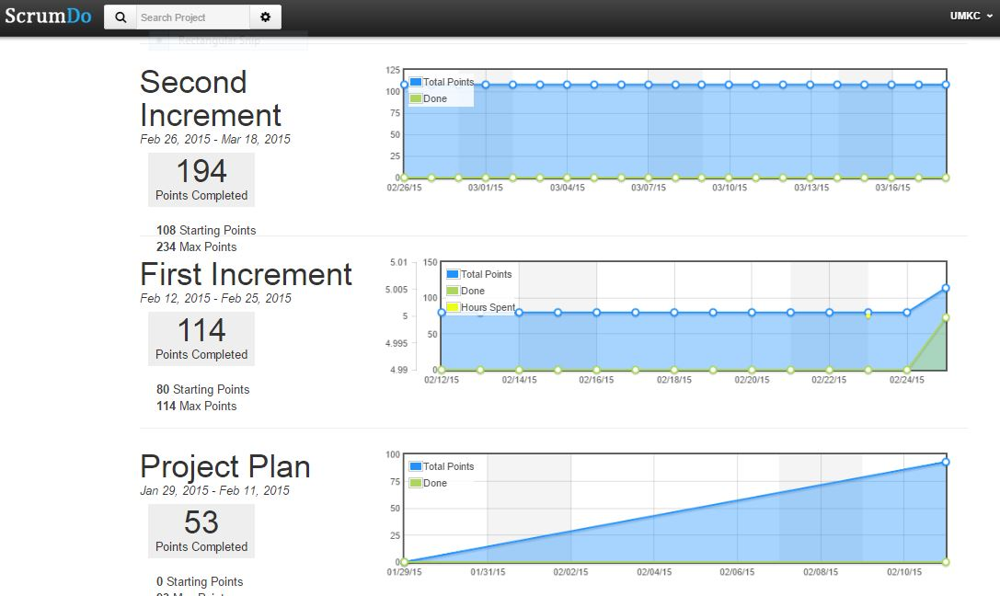 ScrumDo
Search Project
UMKC
Rectangular Snip
Second
Increment
Feb 26, 2015 - Mar 18, 2015
194
Points Completed
108 Starting Points
234 Max Points
125
100
75
50
25
0
Total Points
Done
02/26/15 03/01/15 03/04/15 03/07/15 03/10/15 03/13/15 03/16/15
First Increment
Feb 12, 2015 - Feb 25, 2015
114
Points Completed
80 Starting Points
114 Max Points
5.01
5.005
5
4.995
4.99
150
100
50
0
Total Points
Done
Hours Spent
02/12/15 02/14/15 02/16/15 02/18/15 02/20/15 02/22/15 02/24/15
Project Plan
Jan 29, 2015 - Feb 11, 2015
53
Points Completed
0 Starting Points
93 Max Points
100
75
50
25
0
Total Points
Done
01/29/15 01/31/15 02/02/15 02/04/15 02/06/15 02/08/15 02/10/15